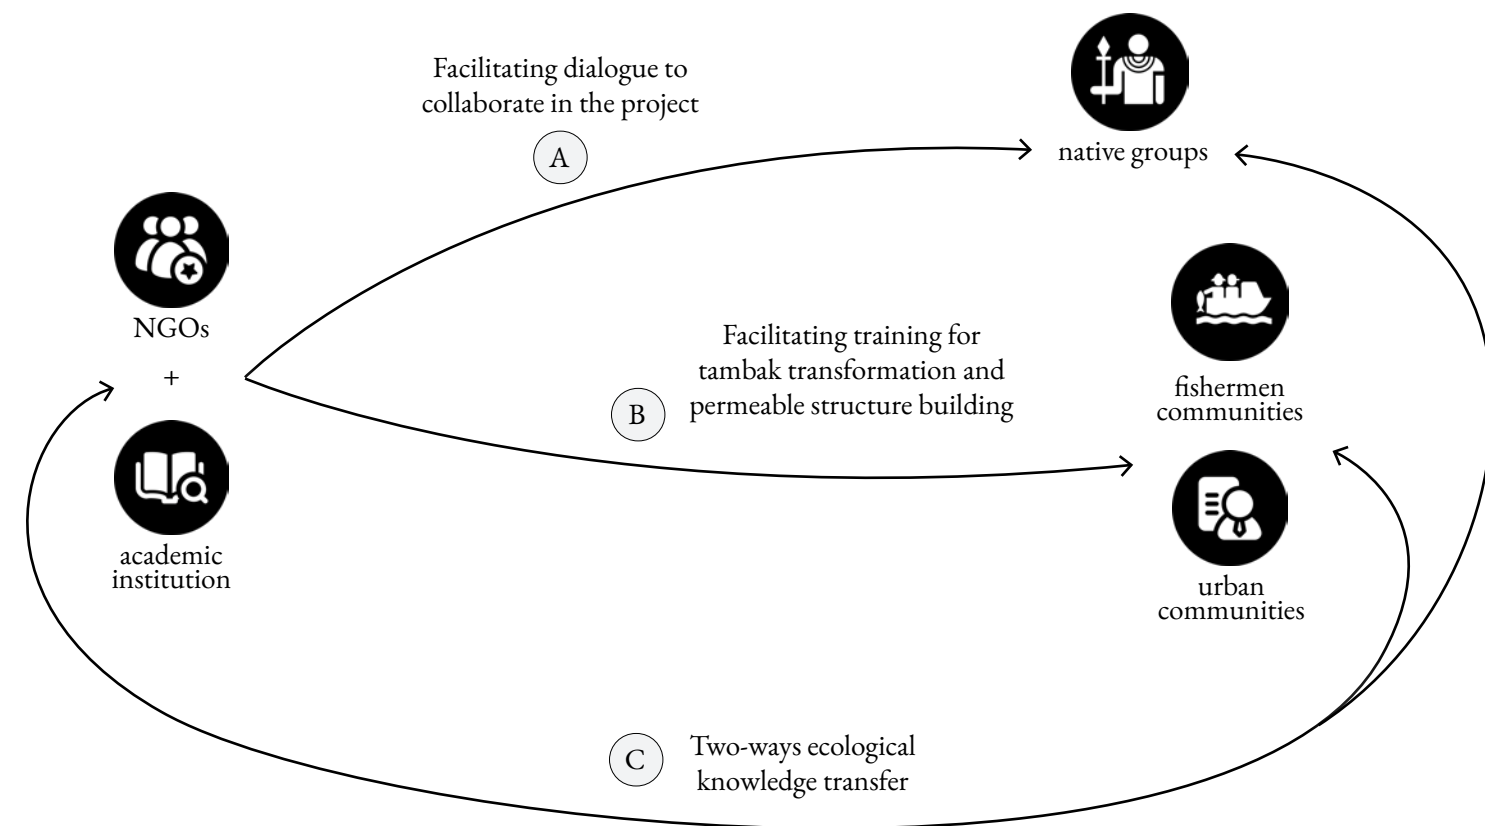 Facilitating dialogue to
collaborate in the project
A
native groups
NGOs
+
academic
institution
Facilitating training for
tambak transformation and
permeable structure building
B
fishermen
communities
urban
communities
C
Two-ways ecological
knowledge transfer